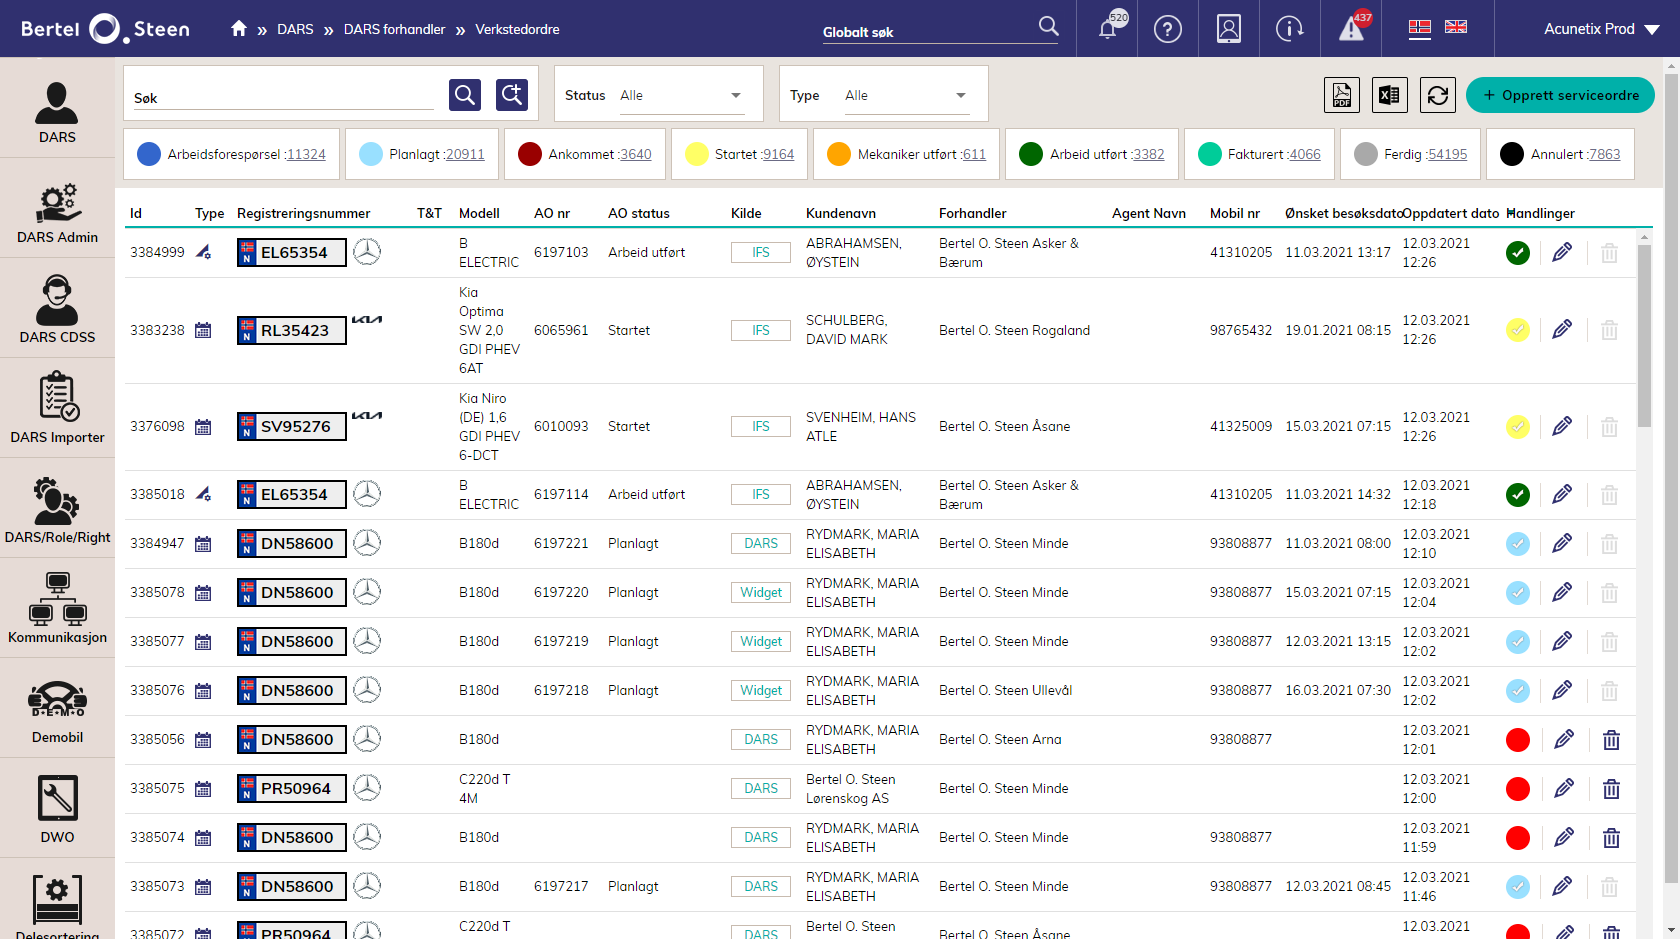 Bertel O. Steen
» DARS » DARS forhandler » Verkstedordre
Globalt søk
520
437
Acunetix Prod
Søk
Status Alle
Type Alle
PDF
X
+ Opprett serviceordre
Arbeidsforespørsel :11324
Planlagt :20911
Ankommet :3640
Startet :9164
Mekaniker utført :611
Arbeid utført :3382
Fakturert :4066
Ferdig :54195
Annulert :7863
DARS
DARS Admin
DARS CDSS
DARS Importer
DARS/Role/Right
Kommunikasjon
D·E·M·O
Demobil
DWO
Delesortering
Id Type Registreringsnummer T&T Modell AO nr AO status Kilde Kundenavn Forhandler Agent Navn Mobil nr Ønsket besøksdato Oppdatert dato Handlinger
3384999 N EL65354 B ELECTRIC 6197103 Arbeid utført IFS ABRAHAMSEN, ØYSTEIN Bertel O. Steen Asker & Bærum 41310205 11.03.2021 13:17 12.03.2021 12:26
3383238 N RL35423 KIA Kia Optima SW 2,0 GDI PHEV 6AT 6065961 Startet IFS SCHULBERG, DAVID MARK Bertel O. Steen Rogaland 98765432 19.01.2021 08:15 12.03.2021 12:26
3376098 N SV95276 KIA Kia Niro (DE) 1,6 GDI PHEV 6-DCT 6010093 Startet IFS SVENHEIM, HANS ATLE Bertel O. Steen Åsane 41325009 15.03.2021 07:15 12.03.2021 12:26
3385018 N EL65354 B ELECTRIC 6197114 Arbeid utført IFS ABRAHAMSEN, ØYSTEIN Bertel O. Steen Asker & Bærum 41310205 11.03.2021 14:32 12.03.2021 12:18
3384947 N DN58600 B180d 6197221 Planlagt DARS RYDMARK, MARIA ELISABETH Bertel O. Steen Minde 93808877 11.03.2021 08:00 12.03.2021 12:10
3385078 N DN58600 B180d 6197220 Planlagt Widget RYDMARK, MARIA ELISABETH Bertel O. Steen Minde 93808877 15.03.2021 07:15 12.03.2021 12:04
3385077 N DN58600 B180d 6197219 Planlagt Widget RYDMARK, MARIA ELISABETH Bertel O. Steen Minde 93808877 12.03.2021 13:15 12.03.2021 12:02
3385076 N DN58600 B180d 6197218 Planlagt Widget RYDMARK, MARIA ELISABETH Bertel O. Steen Ullevål 93808877 16.03.2021 07:30 12.03.2021 12:02
3385056 N DN58600 B180d DARS RYDMARK, MARIA ELISABETH Bertel O. Steen Arna 93808877 12.03.2021 12:01
3385075 N PR50964 C220d T 4M DARS Bertel O. Steen Lørenskog AS Bertel O. Steen Minde 12.03.2021 12:00
3385074 N DN58600 B180d DARS RYDMARK, MARIA ELISABETH Bertel O. Steen Minde 93808877 12.03.2021 11:59
3385073 N DN58600 B180d 6197217 Planlagt DARS RYDMARK, MARIA ELISABETH Bertel O. Steen Minde 93808877 12.03.2021 08:45 12.03.2021 11:46
3385072 N PR50964 C220d T DARS Bertel O. Steen Bertel O. Steen Åsane 12.03.2021